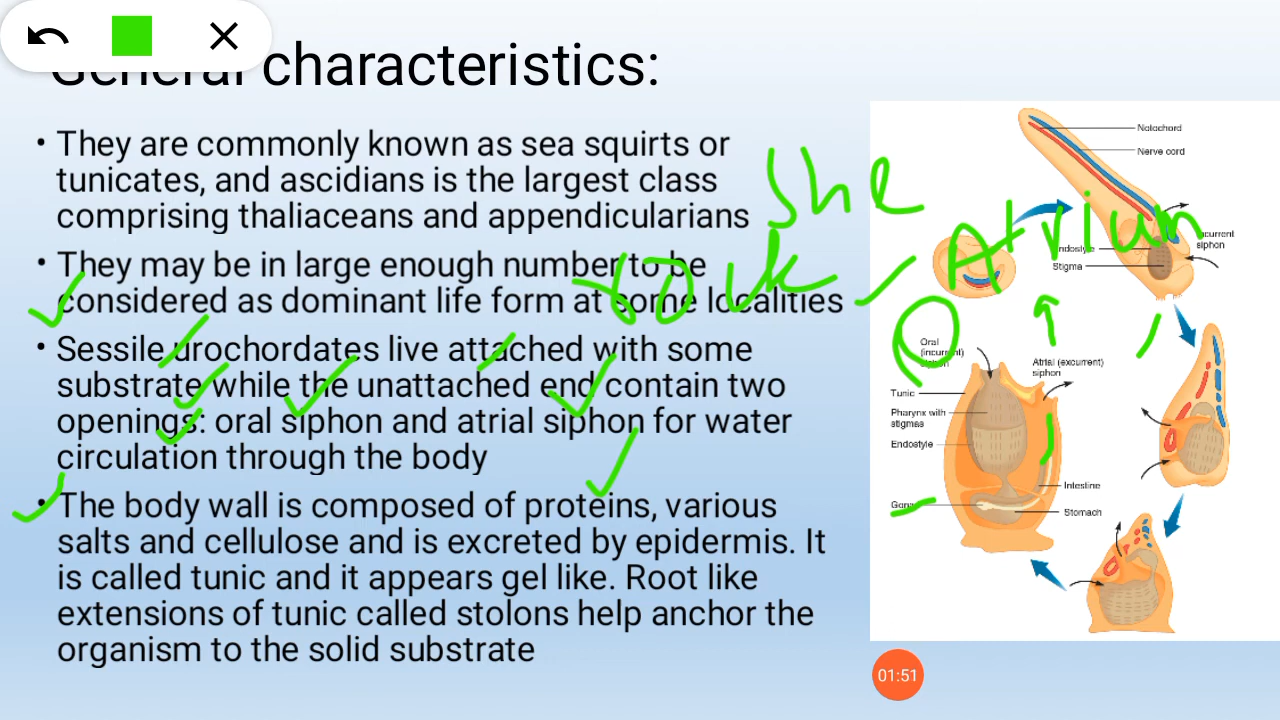 General characteristics:
• They are commonly known as sea squirts or
tunicates, and ascidians is the largest class
comprising thaliaceans and appendicularians
• They may be in large enough number to be
considered as dominant life form at some localities
• Sessile urochordates live attached with some
substrate while the unattached end contain two
openings: oral siphon and atrial siphon for water
circulation through the body
• The body wall is composed of proteins, various
salts and cellulose and is excreted by epidermis. It
is called tunic and it appears gel like. Root like
extensions of tunic called stolons help anchor the
organism to the solid substrate
She
rock
Atrium
Notochord
Nerve cord
Incurrent
siphon
Endostyle
Stigma
Oral
(incurrent)
siphon
Atrial (excurrent)
siphon
Tunic
Pharynx with
stigmas
Endostyle
Intestine
Stomach
01:51